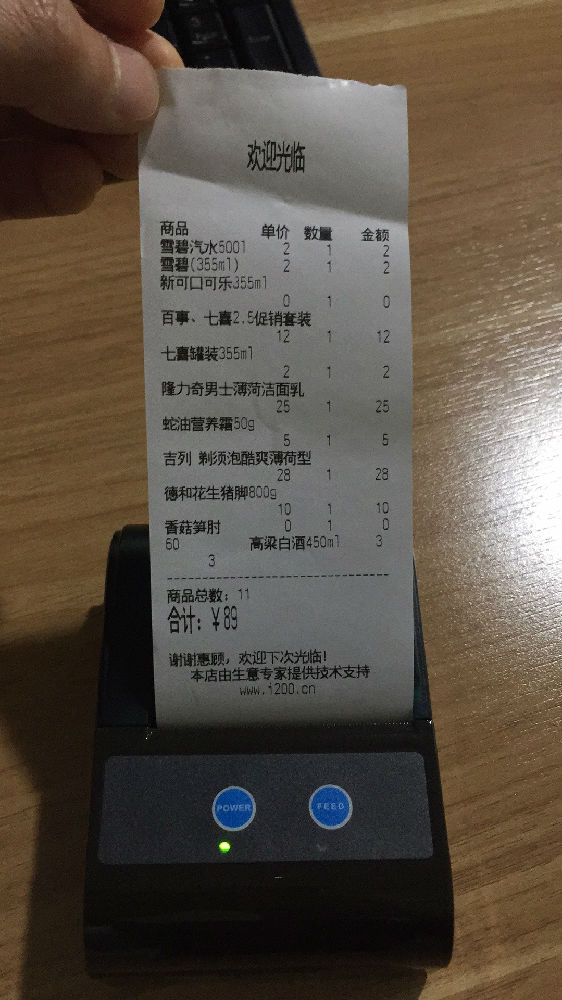 欢迎光临
商品 单价 数量 金额
雪碧汽水500l 2 1 2
雪碧(355ml) 2 1 2
新可口可乐355ml
0 1 0
百事、七喜2.5促销套装
12 1 12
七喜罐装355ml
2 1 2
隆力奇男士薄荷洁面乳
25 1 25
蛇油营养霜50g
5 1 5
吉列 剃须泡酷爽薄荷型
28 1 28
德和花生猪脚800g
10 1 10
香菇笋肘 0 1 0
60 高粱白酒450ml 3
3
商品总数：11
合计：￥89
谢谢惠顾，欢迎下次光临!
本店由生意专家提供技术支持
www.i200.cn
POWER FEED